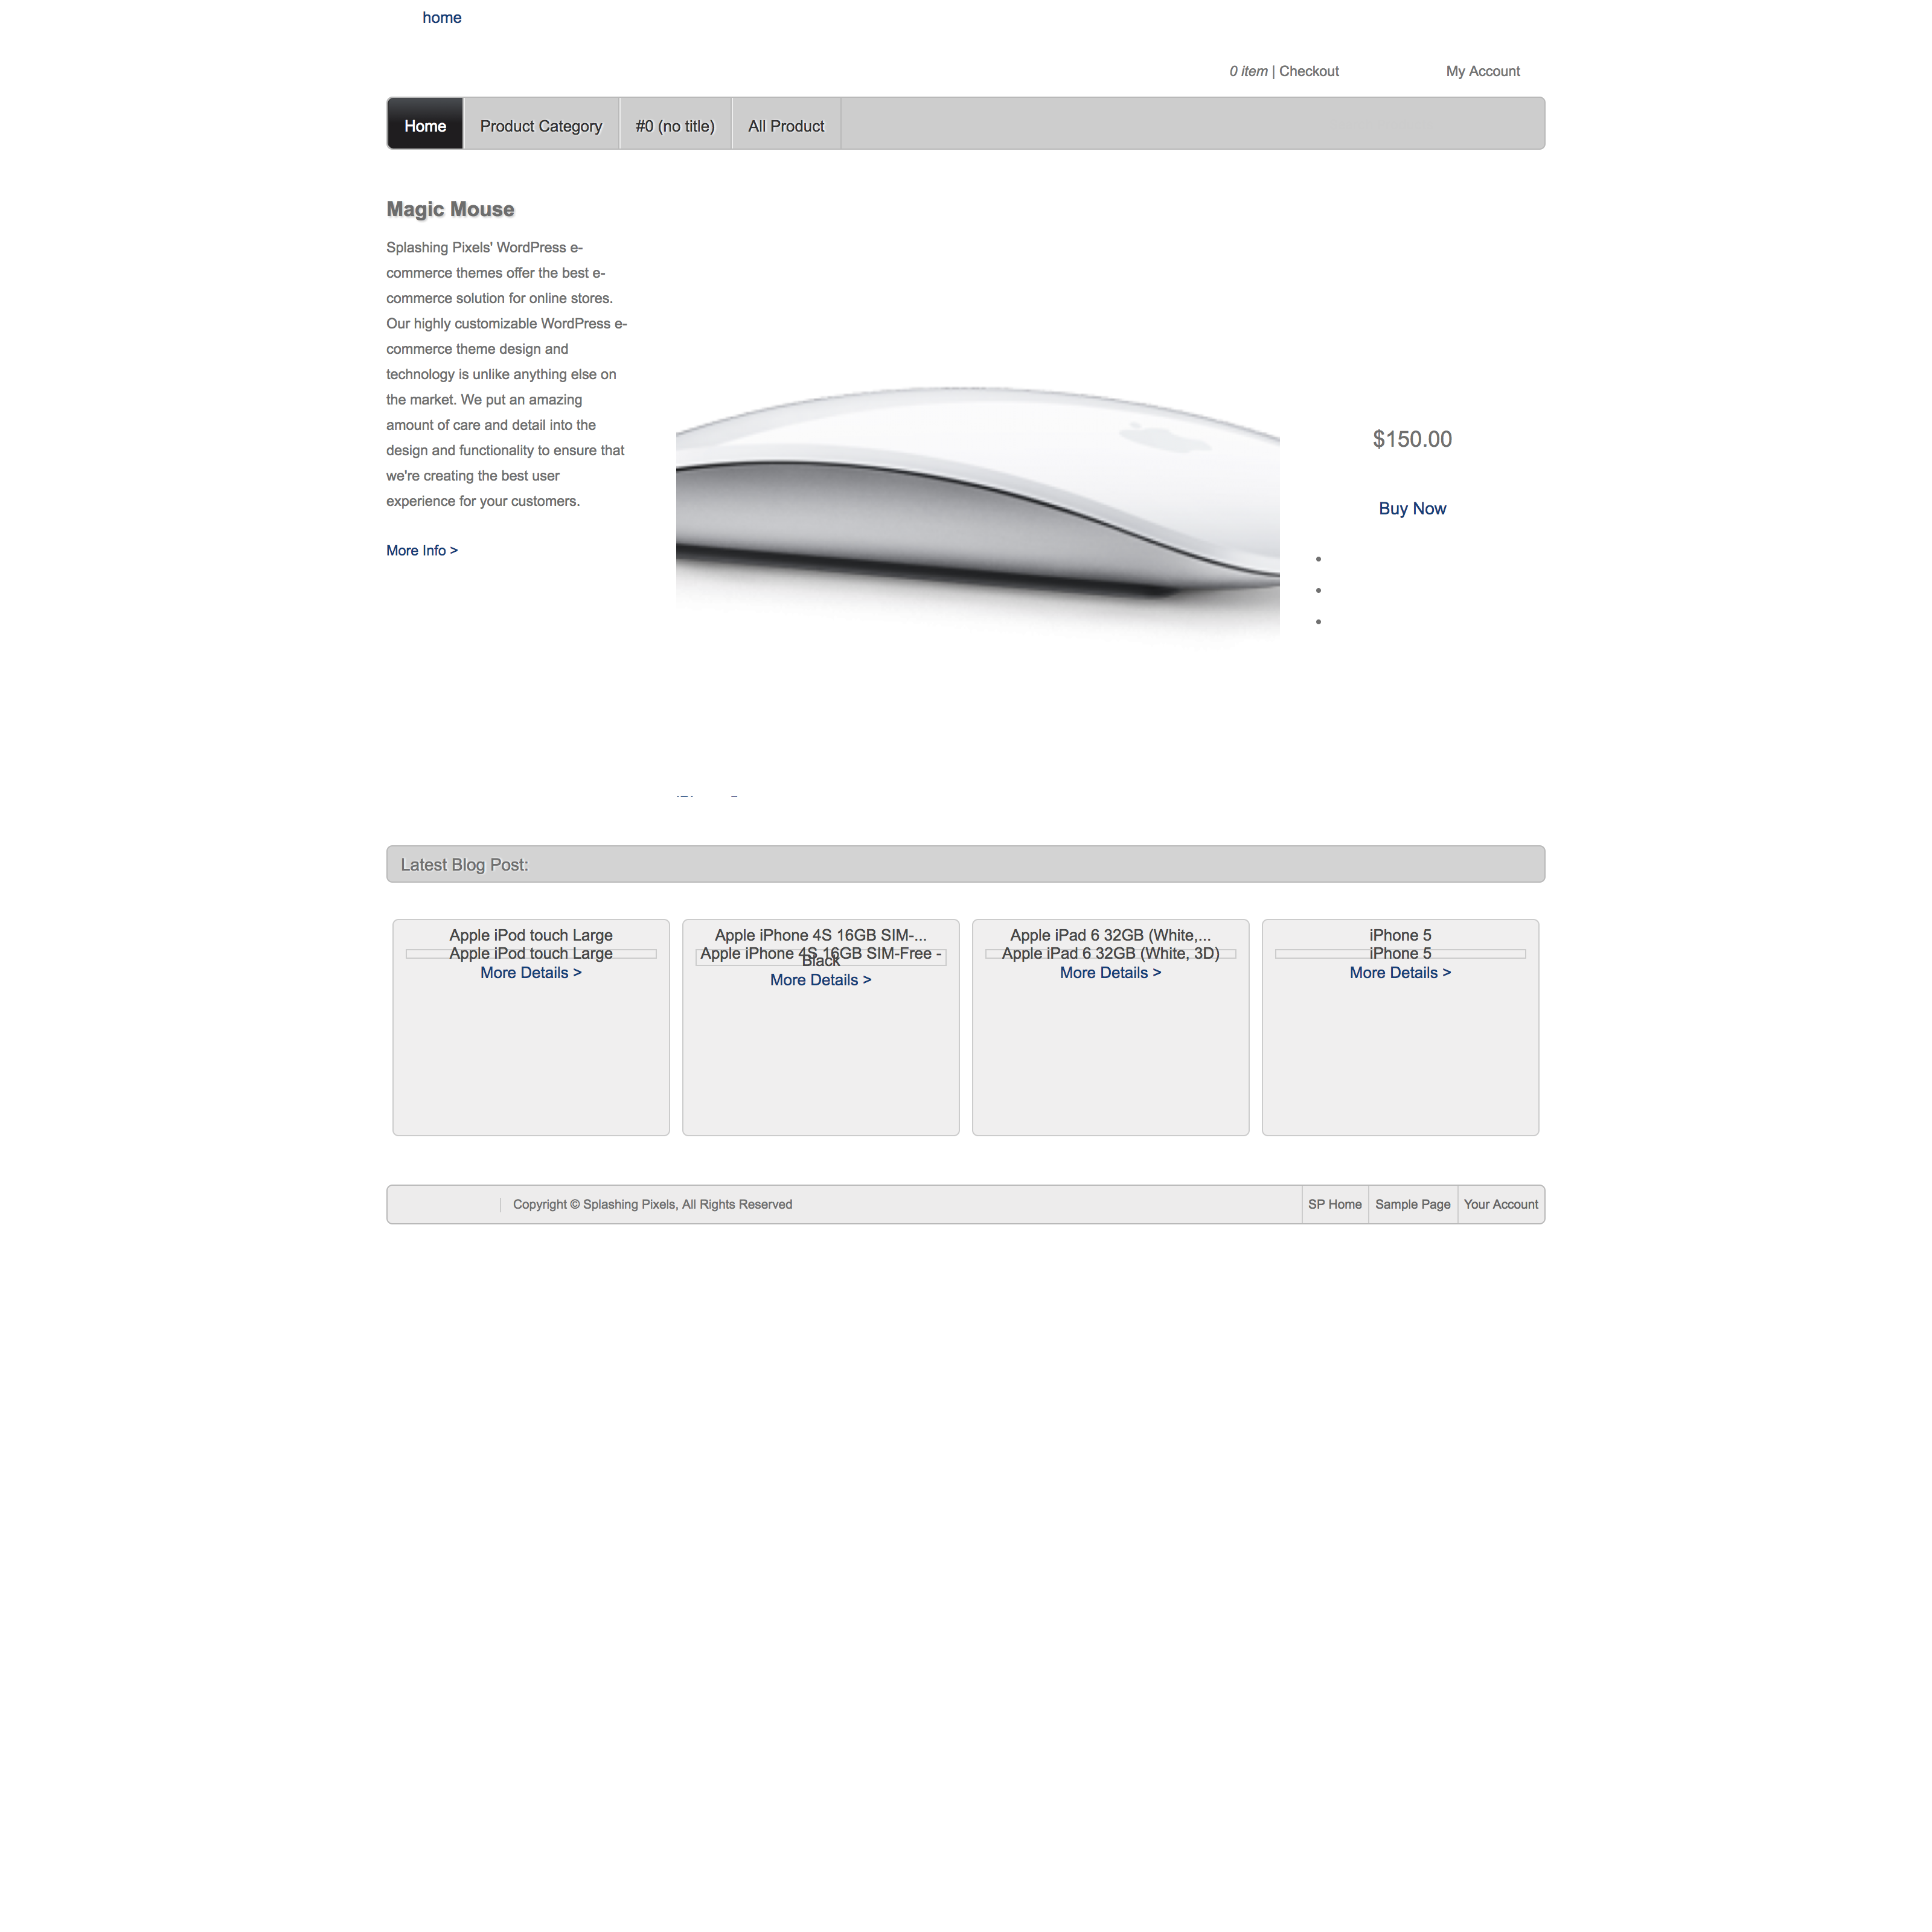 home
0 item | Checkout
My Account
Home
Product Category
#0 (no title)
All Product
Magic Mouse
Splashing Pixels' WordPress e-
commerce themes offer the best e-
commerce solution for online stores.
Our highly customizable WordPress e-
commerce theme design and
technology is unlike anything else on
the market. We put an amazing
amount of care and detail into the
design and functionality to ensure that
we're creating the best user
experience for your customers.
More Info >
$150.00
Buy Now
Latest Blog Post:
Apple iPod touch Large
Apple iPod touch Large
More Details >
Apple iPhone 4S 16GB SIM-...
Apple iPhone 4S 16GB SIM-Free -
Black
More Details >
Apple iPad 6 32GB (White,...
Apple iPad 6 32GB (White, 3D)
More Details >
iPhone 5
iPhone 5
More Details >
Copyright © Splashing Pixels, All Rights Reserved
SP Home
Sample Page
Your Account